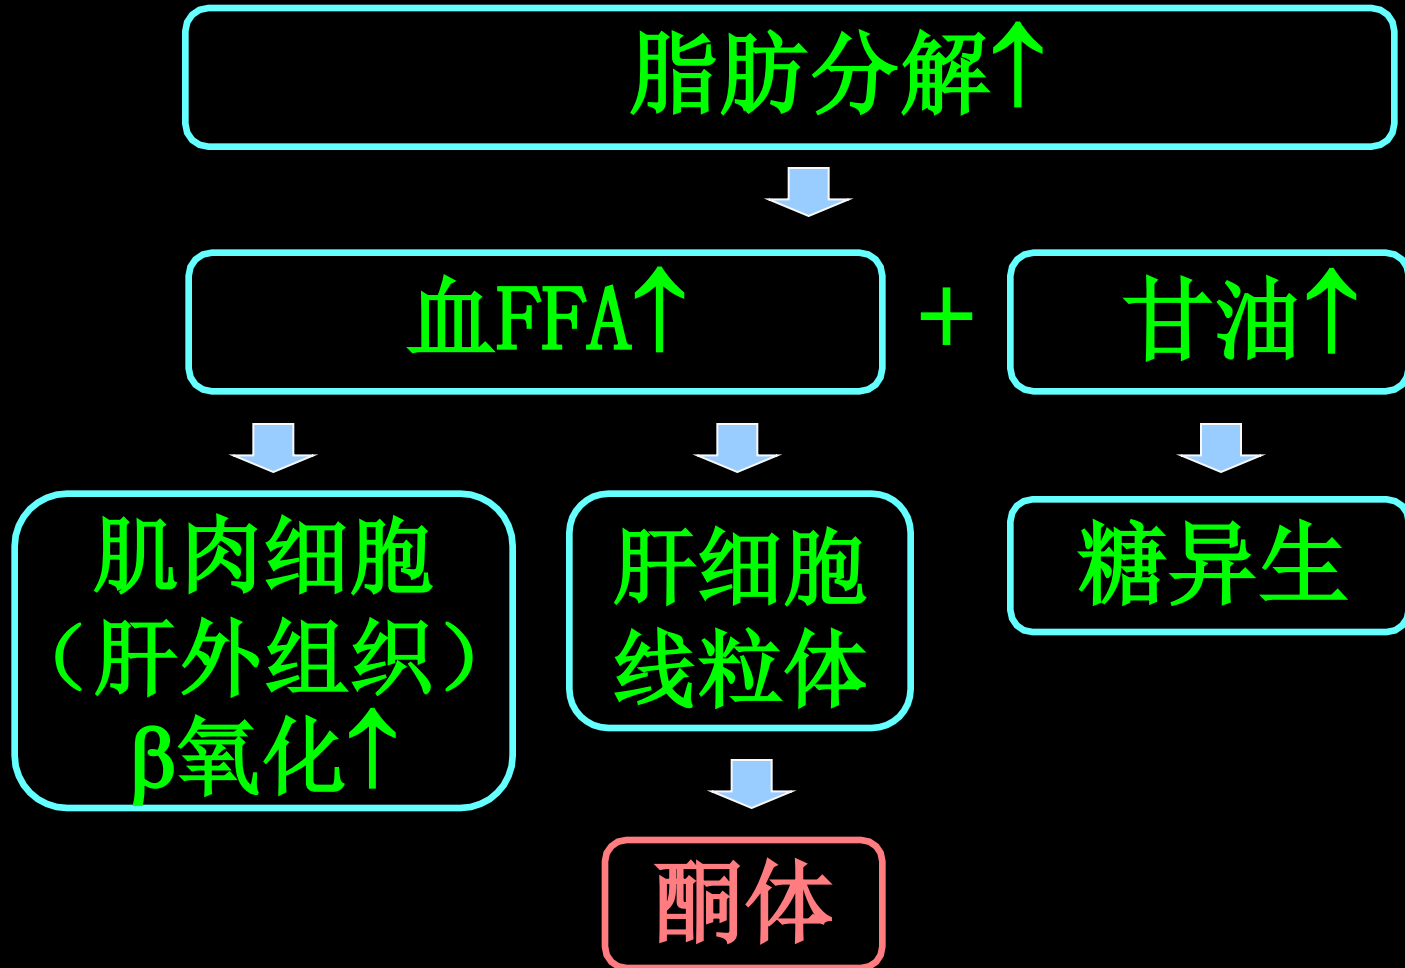 脂肪分解↑
血FFA↑
+
甘油↑
肌肉细胞
（肝外组织）
β氧化↑
肝细胞
线粒体
糖异生
酮体